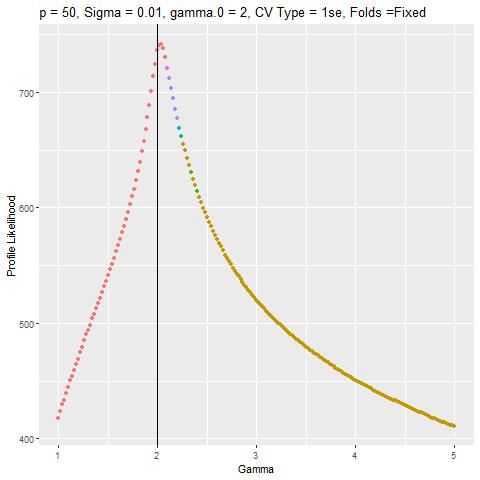 p = 50, Sigma = 0.01, gamma.0 = 2, CV Type = 1se, Folds =Fixed
Profile Likelihood
700
600
500
400
1 2 3 4 5
Gamma